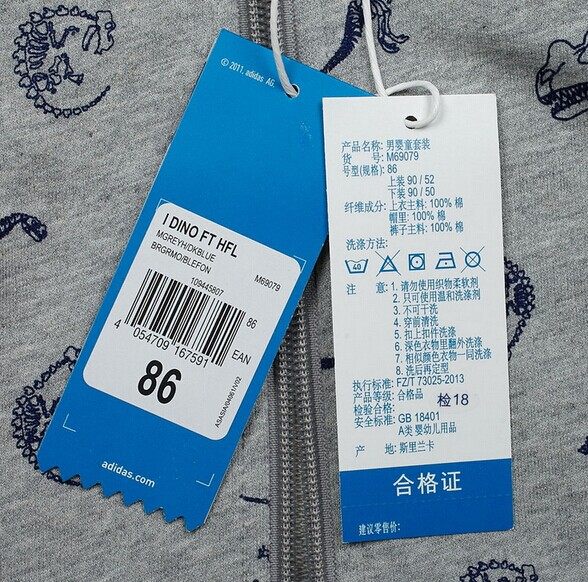 © 2011, adidas AG.
I DINO FT HFL
MGREYH/DKBLUE
BRGRMO/BLEFON
M69079
109445807
86
4 054709 167591
EAN
86
adidas.com
产品名称: 男婴童套装
货 号: M69079
号型(规格): 86
上装 90 / 52
下装 90 / 50
纤维成分: 上衣主料: 100% 棉
帽里: 100% 棉
裤子主料: 100% 棉
洗涤方法:
40
注 意: 1. 请勿使用织物柔软剂
2. 只可使用温和洗涤剂
3. 不可干洗
4. 穿前清洗
5. 扣上扣件洗涤
6. 深色衣物里翻外洗涤
7. 相似颜色衣物一同洗涤
8. 洗后再定型
执行标准: FZ/T 73025-2013
产品等级: 合格品
检验合格: 检18
安全标准: GB 18401
A类 婴幼儿用品
产 地: 斯里兰卡
合格证
建议零售价: